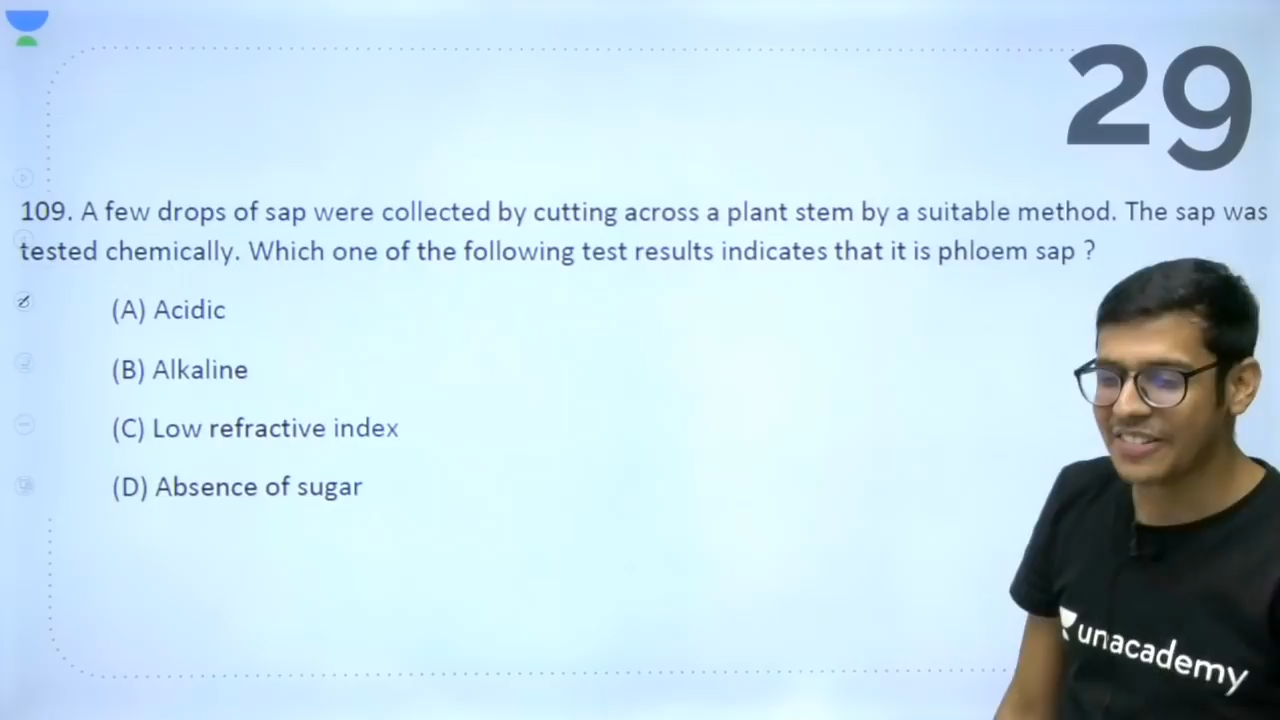 29
109. A few drops of sap were collected by cutting across a plant stem by a suitable method. The sap was
tested chemically. Which one of the following test results indicates that it is phloem sap ?
(A) Acidic
(B) Alkaline
(C) Low refractive index
(D) Absence of sugar
unacademy